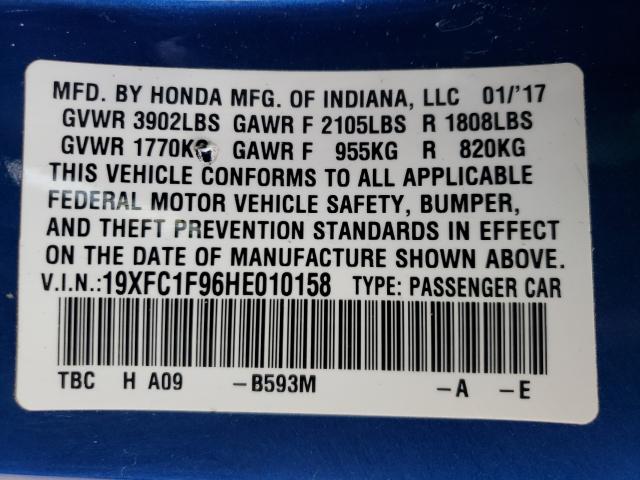 MFD. BY HONDA MFG. OF INDIANA, LLC 01/'17
GVWR 3902LBS GAWR F 2105LBS R 1808LBS
GVWR 1770KG GAWR F 955KG R 820KG
THIS VEHICLE CONFORMS TO ALL APPLICABLE
FEDERAL MOTOR VEHICLE SAFETY, BUMPER,
AND THEFT PREVENTION STANDARDS IN EFFECT
ON THE DATE OF MANUFACTURE SHOWN ABOVE.
V.I.N.:19XFC1F96HE010158 TYPE: PASSENGER CAR
TBC H A09 -B593M -A -E